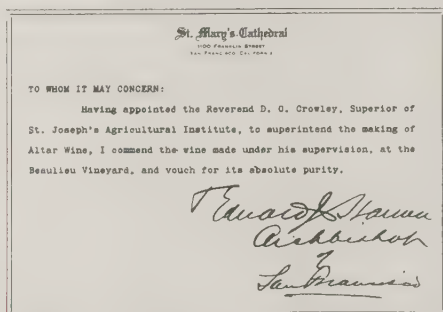 St. Mary's Cathedral
1100 Franklin Street
San Francisco California
TO WHOM IT MAY CONCERN:
Having appointed the Reverend D. O. Crowley, Superior of
St. Joseph's Agricultural Institute, to superintend the making of
Altar Wine, I commend the wine made under his supervision, at the
Beaulieu Vineyard, and vouch for its absolute purity.
Edward J Hanna
Archbishop
of
San Francisco